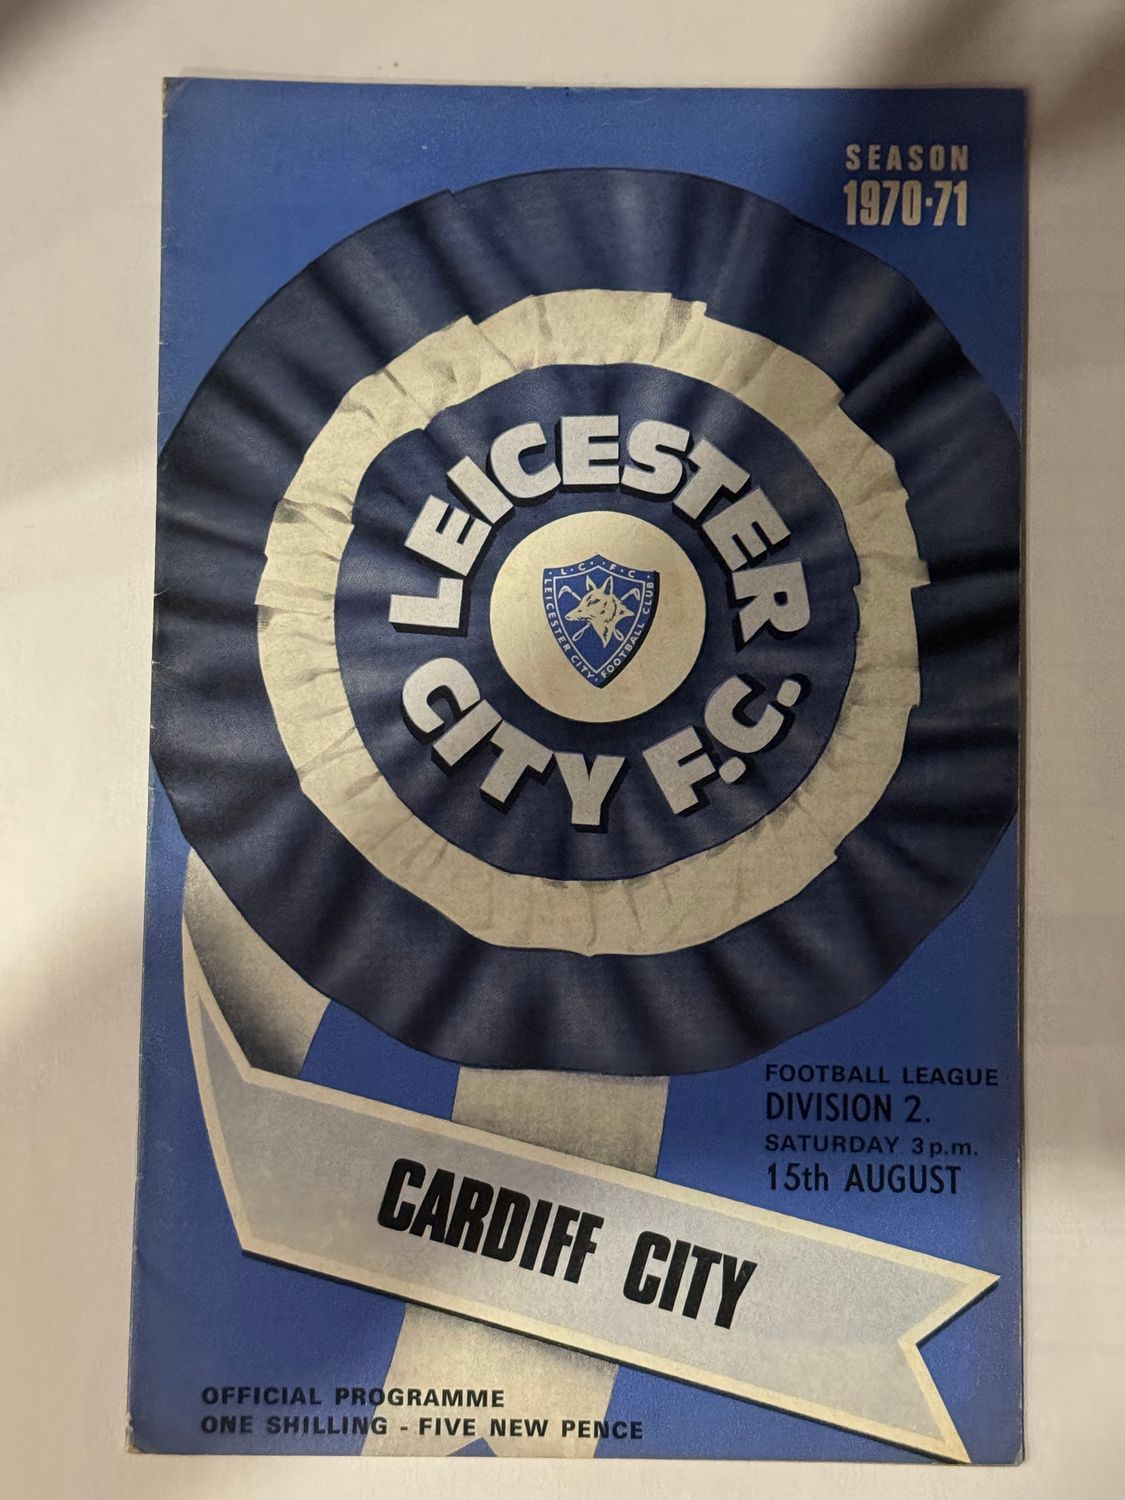 SEASON
1970·71
LEICESTER
CITY F.C.
L·C·F·C
LEICESTER CITY · FOOTBALL CLUB
FOOTBALL LEAGUE
DIVISION 2.
SATURDAY 3p.m.
15th AUGUST
CARDIFF CITY
OFFICIAL PROGRAMME
ONE SHILLING - FIVE NEW PENCE